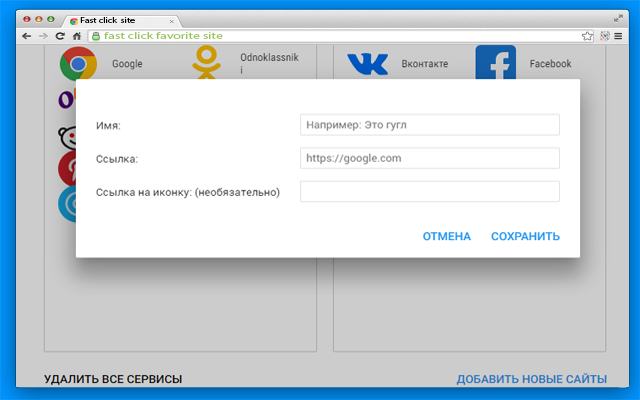 Fast click site
fast click favorite site
Google
Odnoklassnik
i
Вконтакте
Facebook
Имя:
Например: Это гугл
Ссылка:
https://google.com
Ссылка на иконку: (необязательно)
ОТМЕНА
СОХРАНИТЬ
УДАЛИТЬ ВСЕ СЕРВИСЫ
ДОБАВИТЬ НОВЫЕ САЙТЫ